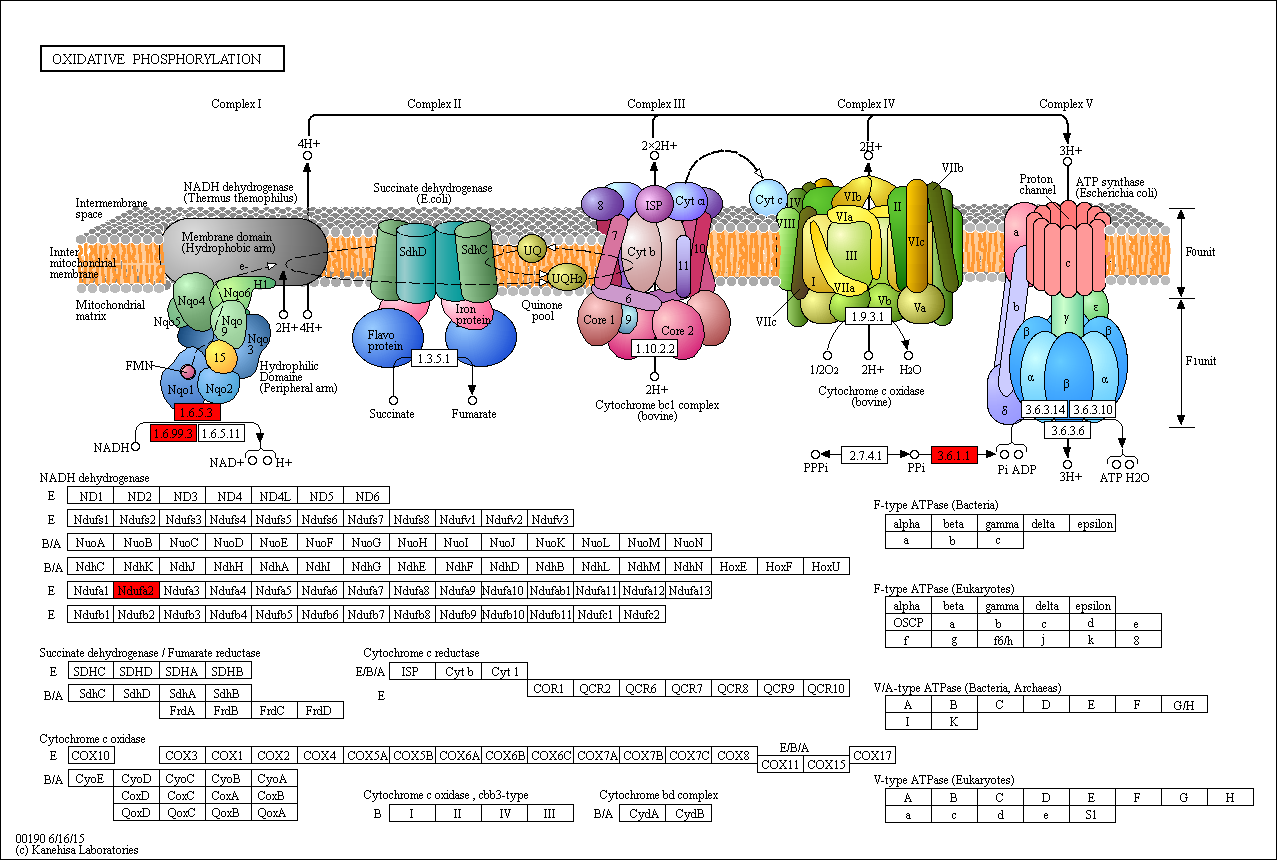 OXIDATIVE PHOSPHORYLATION
Complex I
Complex II
Complex III
Complex IV
Complex V
4H+
2×2H+
2H+
3H+
NADH dehydrogenase
(Thermus themophilus)
Succinate dehydrogenase
(E.coli)
Proton
channel
ATP synthase
(Escherichia coli)
Intermembrane
space
Innter
mitochondrial
membrane
Mitochondrial
matrix
Membrane domain
(Hydrophobic arm)
e-
H1
Nqo4
Nqo6
Nqo5
Nqo
9
Nqo
3
15
FMN
Nqo1
Nqo2
Hydrophilic
Domaine
(Peripheral arm)
2H+ 4H+
SdhD
SdhC
Flavo
protein
Iron
protein
1.3.5.1
Succinate
Fumarate
UQ
UQH2
Quinone
pool
8
ISP
Cyt c1
Cyt c
7
Cyt b
11
10
6
Core 1
9
Core 2
1.10.2.2
2H+
Cytochrome bc1 complex
(bovine)
VIIb
IV
VIb
VIII
VIa
II
III
VIc
I
VIIa
VIIc
Vb
Va
1.9.3.1
1/2O2
2H+
H2O
Cytochrome c oxidase
(bovine)
a
c
b
γ
ε
β
β
α
β
α
δ
F0unit
F1unit
3.6.3.14
3.6.3.10
3.6.3.6
1.6.5.3
1.6.99.3
1.6.5.11
NADH
NAD+
H+
PPPi
2.7.4.1
PPi
3.6.1.1
Pi ADP
3H+
ATP H2O
NADH dehydrogenase
E ND1 ND2 ND3 ND4 ND4L ND5 ND6
E Ndufs1 Ndufs2 Ndufs3 Ndufs4 Ndufs5 Ndufs6 Ndufs7 Ndufs8 Ndufv1 Ndufv2 Ndufv3
B/A NuoA NuoB NuoC NuoD NuoE NuoF NuoG NuoH NuoI NuoJ NuoK NuoL NuoM NuoN
B/A NdhC NdhK NdhJ NdhH NdhA NdhI NdhG NdhE NdhF NdhD NdhB NdhL NdhM NdhN HoxE HoxF HoxU
E Ndufa1 Ndufa2 Ndufa3 Ndufa4 Ndufa5 Ndufa6 Ndufa7 Ndufa8 Ndufa9 Ndufa10 Ndufab1 Ndufa11 Ndufa12 Ndufa13
E Ndufb1 Ndufb2 Ndufb3 Ndufb4 Ndufb5 Ndufb6 Ndufb7 Ndufb8 Ndufb9 Ndufb10 Ndufb11 Ndufc1 Ndufc2
Succinate dehydrogenase / Fumarate reductase
E SDHC SDHD SDHA SDHB
B/A SdhC SdhD SdhA SdhB
FrdA FrdB FrdC FrdD
Cytochrome c reductase
E/B/A ISP Cyt b Cyt 1
E COR1 QCR2 QCR6 QCR7 QCR8 QCR9 QCR10
Cytochrome c oxidase
E COX10 COX3 COX1 COX2 COX4 COX5A COX5B COX6A COX6B COX6C COX7A COX7B COX7C COX8
E/B/A
COX11 COX15
COX17
B/A CyoE CyoD CyoC CyoB CyoA
CoxD CoxC CoxA CoxB
QoxD QoxC QoxB QoxA
Cytochrome c oxidase , cbb3-type
B I II IV III
Cytochrome bd complex
B/A CydA CydB
F-type ATPase (Bacteria)
alpha beta gamma delta epsilon
a b c
F-type ATPase (Eukaryotes)
alpha beta gamma delta epsilon
OSCP a b c d e
f g f6/h j k 8
V/A-type ATPase (Bacteria, Archaeas)
A B C D E F G/H
I K
V-type ATPase (Eukaryotes)
A B C D E F G H
a c d e S1
00190 6/16/15
(c) Kanehisa Laboratories